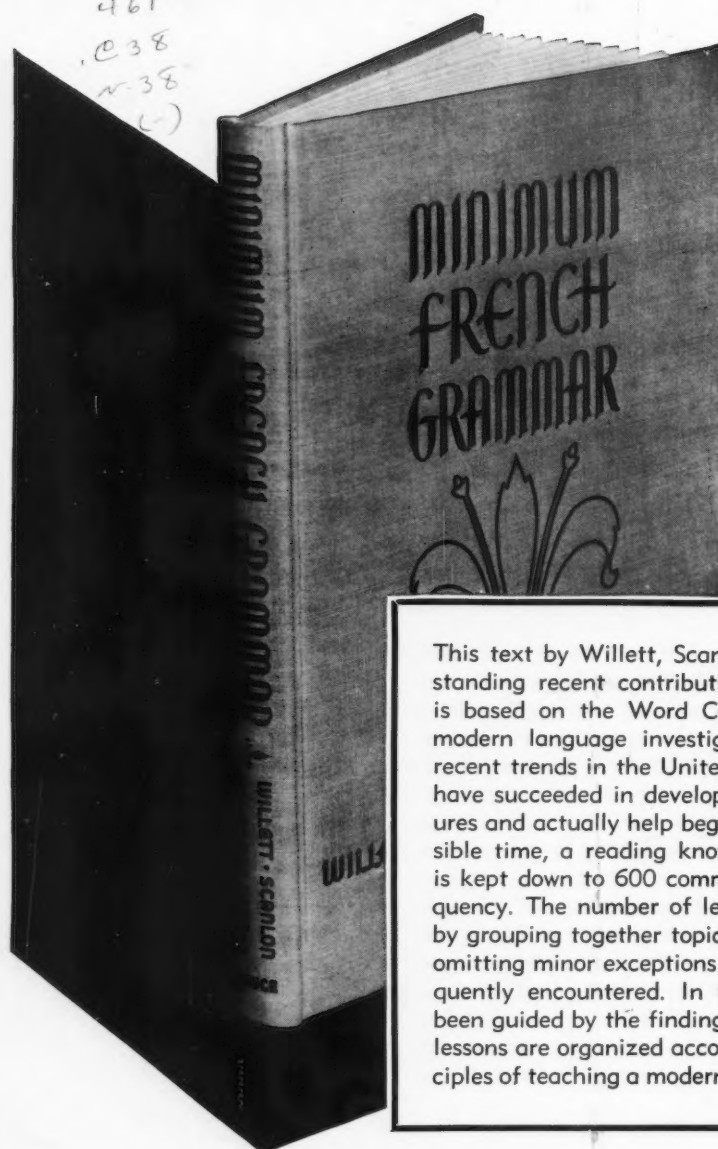 461
.C38
v.38
MINIMUM FRENCH GRAMMAR WILLETT • SCANLON BRUCE
MINIMUM
FRENCH
GRAMMAR
This text by Willett, Scan
standing recent contribut
is based on the Word C
modern language investig
recent trends in the Unite
have succeeded in develop
ures and actually help beg
sible time, a reading kno
is kept down to 600 comm
quency. The number of le
by grouping together topic
omitting minor exceptions
quently encountered. In
been guided by the finding
lessons are organized acco
ciples of teaching a modern